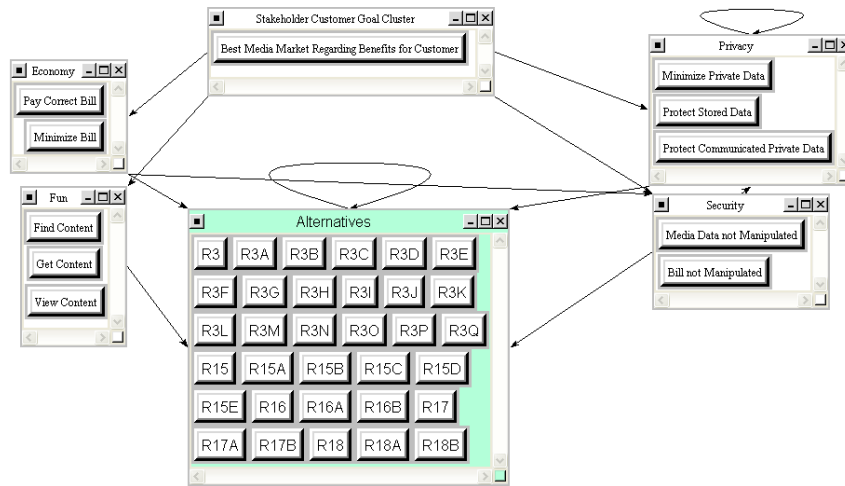 Stakeholder Customer Goal Cluster
Best Media Market Regarding Benefits for Customer
Economy
Pay Correct Bill
Minimize Bill
Privacy
Minimize Private Data
Protect Stored Data
Protect Communicated Private Data
Fun
Find Content
Get Content
View Content
Alternatives
R3 R3A R3B R3C R3D R3E
R3F R3G R3H R3I R3J R3K
R3L R3M R3N R3O R3P R3Q
R15 R15A R15B R15C R15D
R15E R16 R16A R16B R17
R17A R17B R18 R18A R18B
Security
Media Data not Manipulated
Bill not Manipulated